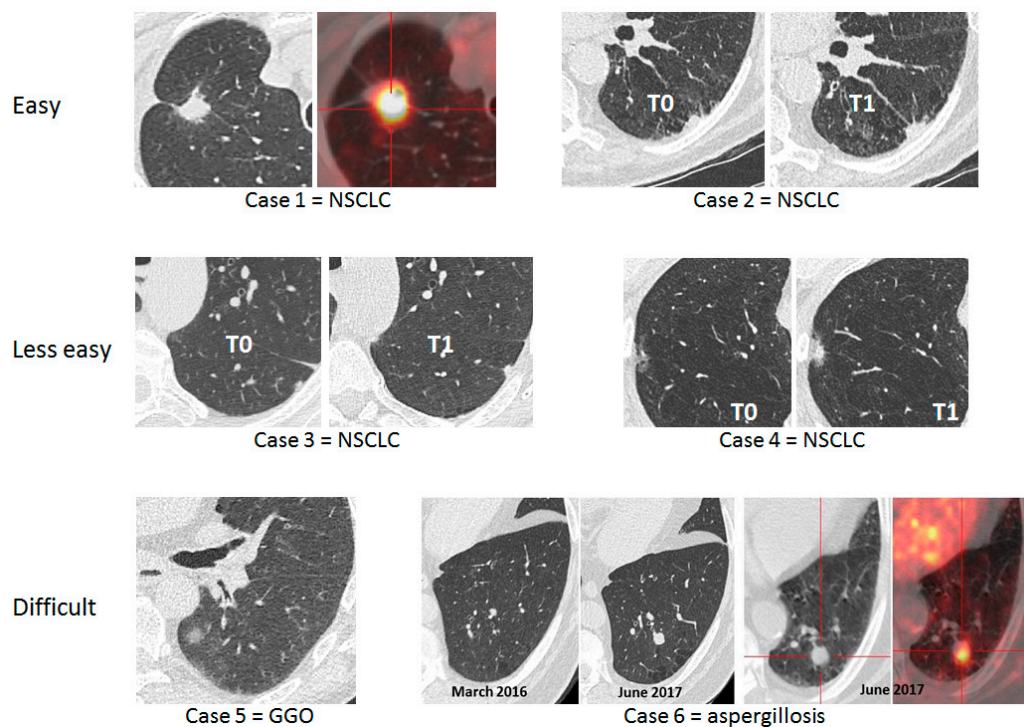 Easy
T0
T1
Case 1 = NSCLC
Case 2 = NSCLC
Less easy
T0
T1
T0
T1
Case 3 = NSCLC
Case 4 = NSCLC
Difficult
March 2016
June 2017
June 2017
Case 5 = GGO
Case 6 = aspergillosis